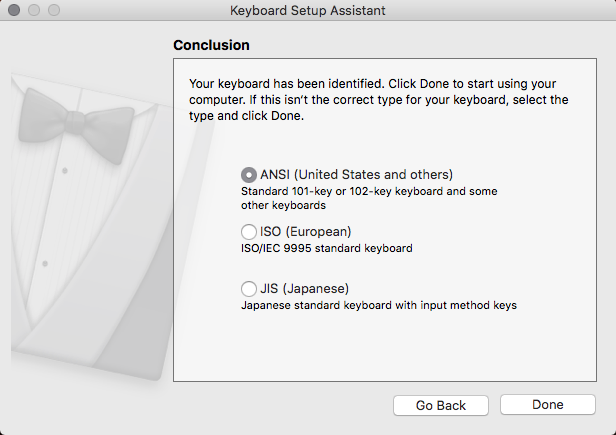 Keyboard Setup Assistant
Conclusion
Your keyboard has been identified. Click Done to start using your
computer. If this isn't the correct type for your keyboard, select the
type and click Done.
ANSI (United States and others)
Standard 101-key or 102-key keyboard and some
other keyboards
ISO (European)
ISO/IEC 9995 standard keyboard
JIS (Japanese)
Japanese standard keyboard with input method keys
Go Back
Done